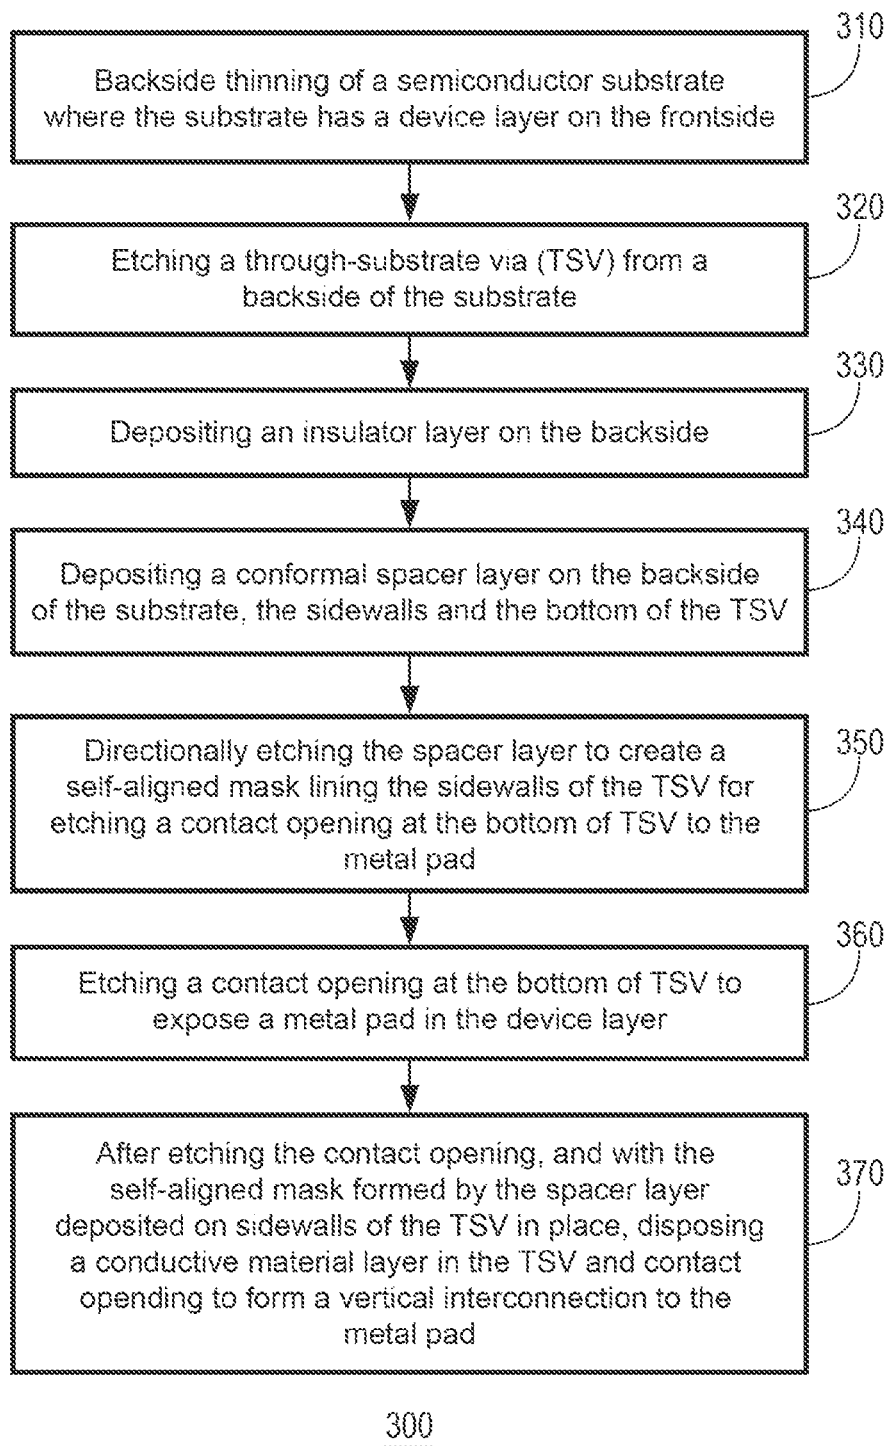 310
Backside thinning of a semiconductor substrate
where the substrate has a device layer on the frontside
320
Etching a through-substrate via (TSV) from a
backside of the substrate
330
Depositing an insulator layer on the backside
340
Depositing a conformal spacer layer on the backside
of the substrate, the sidewalls and the bottom of the TSV
350
Directionally etching the spacer layer to create a
self-aligned mask lining the sidewalls of the TSV for
etching a contact opening at the bottom of TSV to the
metal pad
360
Etching a contact opening at the bottom of TSV to
expose a metal pad in the device layer
370
After etching the contact opening, and with the
self-aligned mask formed by the spacer layer
deposited on sidewalls of the TSV in place, disposing
a conductive material layer in the TSV and contact
opending to form a vertical interconnection to the
metal pad
300